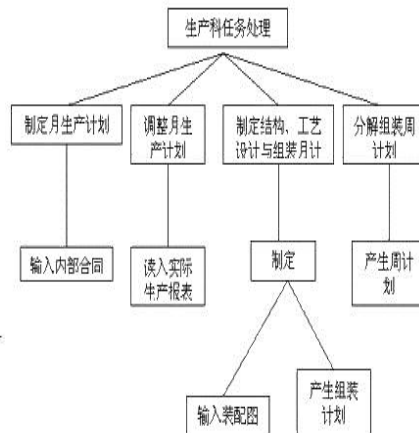 生产科任务处理
制定月生产计划
调整月生
产计划
制定结构、工艺
设计与组装月计
分解组装周
计划
输入内部合同
读入实际
生产报表
制定
产生周计
划
输入装配图
产生组装
计划